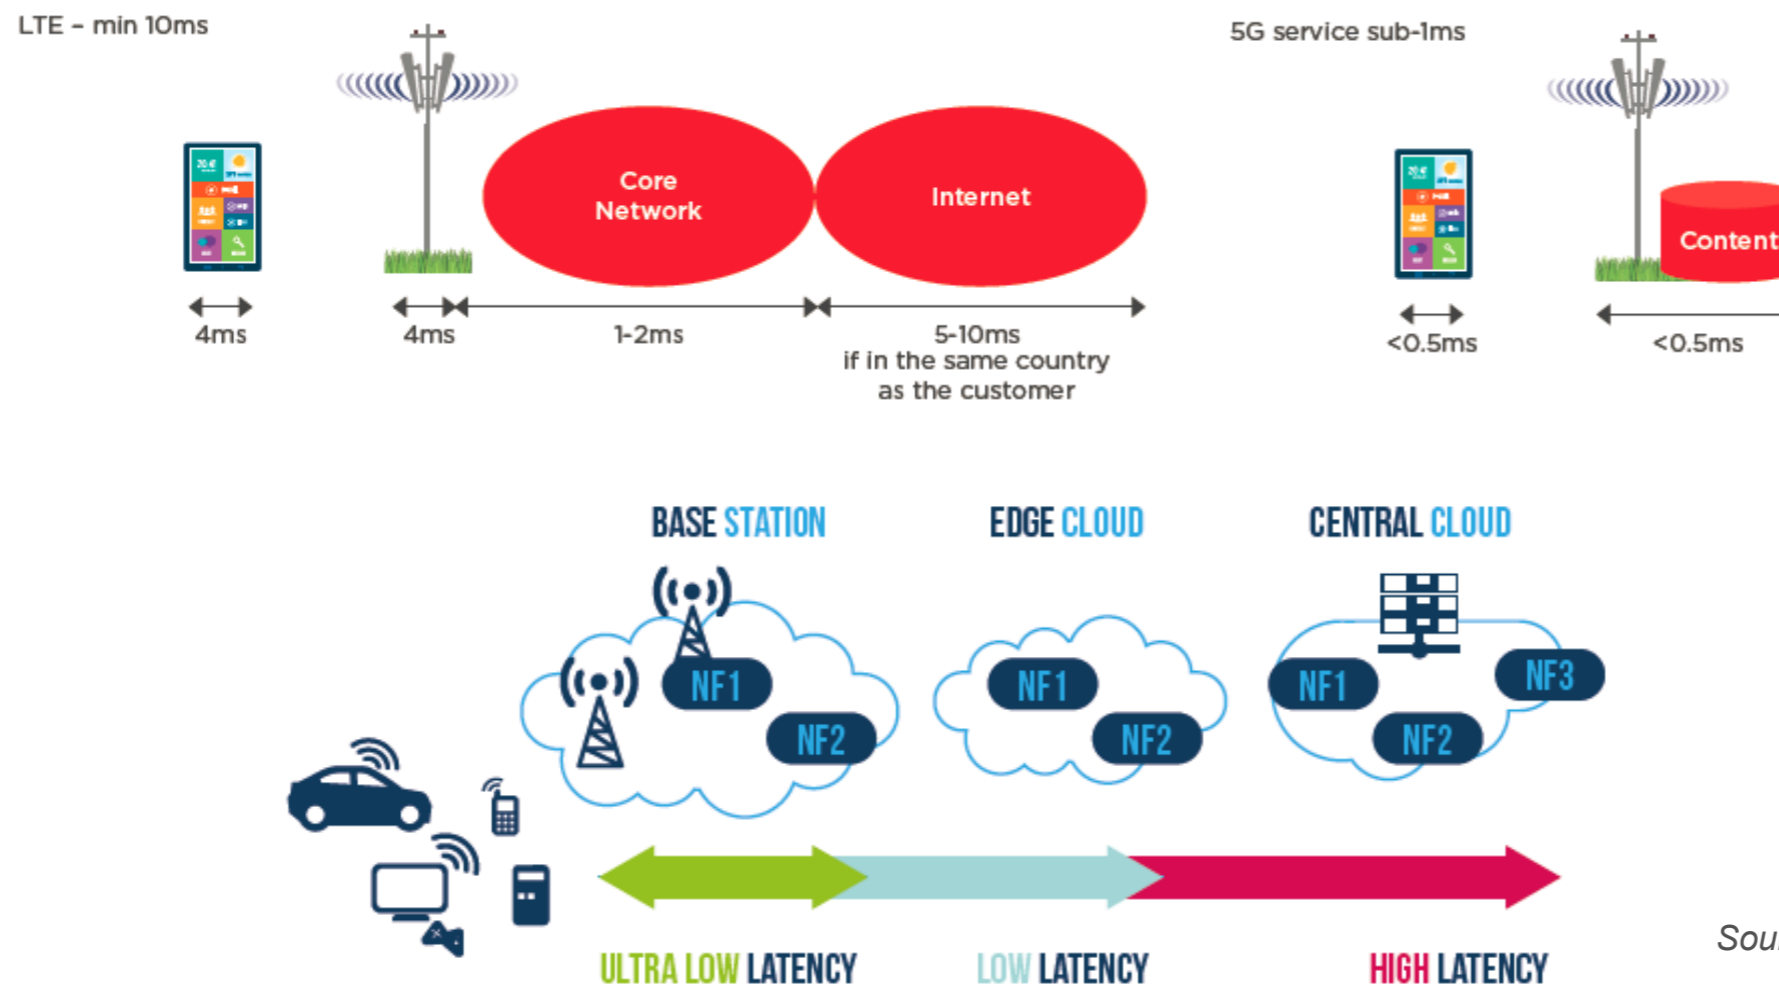 LTE – min 10ms
5G service sub-1ms
Core
Network
Internet
Content
4ms
4ms
1-2ms
5-10ms
if in the same country
as the customer
<0.5ms
<0.5ms
BASE STATION
EDGE CLOUD
CENTRAL CLOUD
NF1
NF2
NF1
NF2
NF1
NF2
NF3
ULTRA LOW LATENCY
LOW LATENCY
HIGH LATENCY